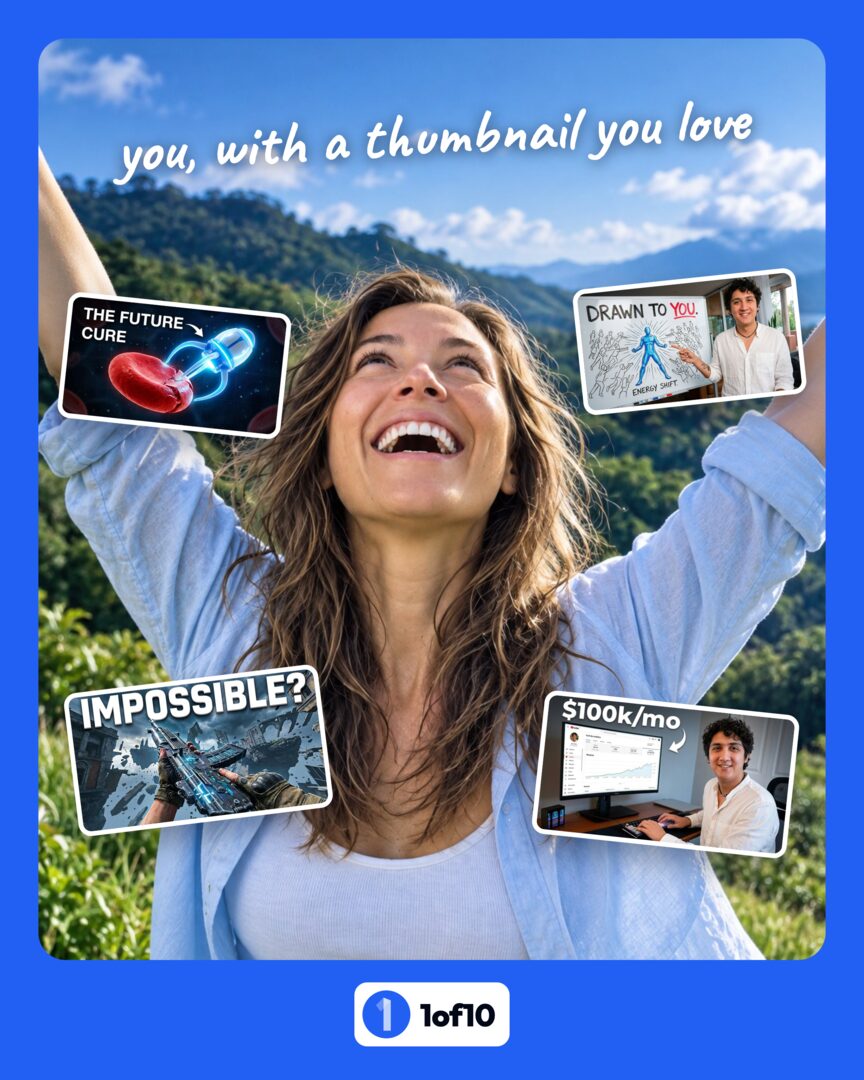 you, with a thumbnail you love
THE FUTURE
CURE
DRAWN TO YOU.
ENERGY SHIFT
IMPOSSIBLE?
$100k/mo
1of10